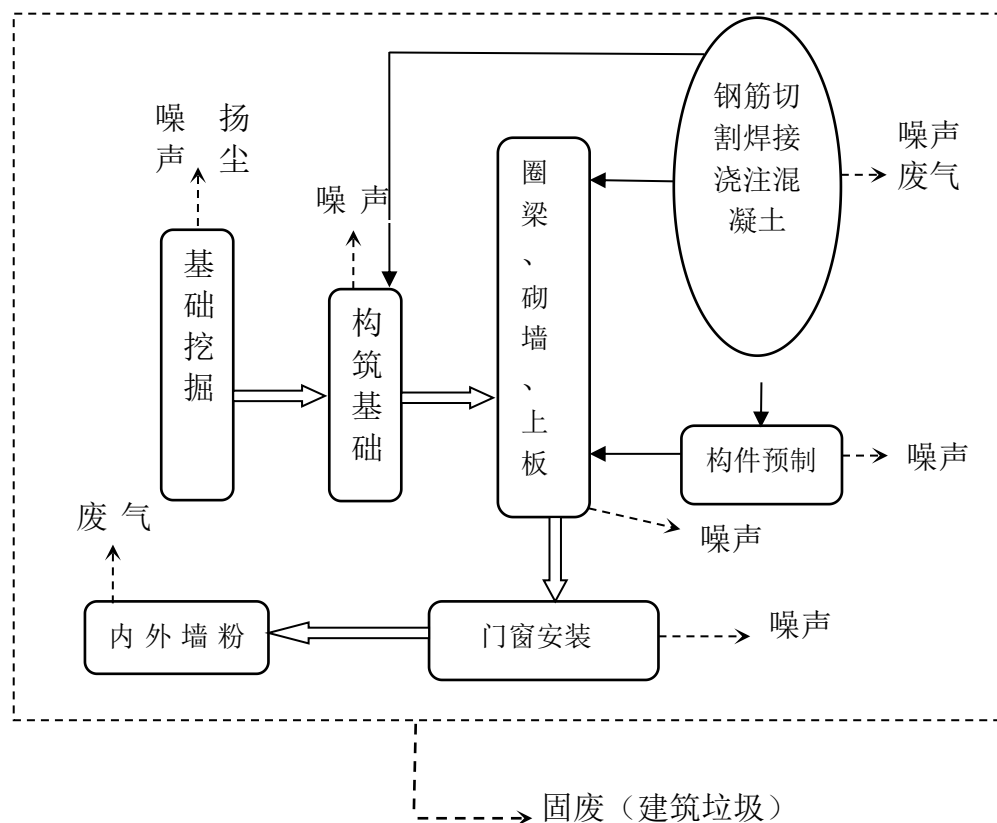 噪 扬
声 尘
噪 声
钢筋切
割焊接
浇注混
凝土
噪声
废气
基础挖掘
构筑基础
圈梁、砌墙、上板
构件预制
噪声
噪声
废 气
内 外 墙 粉
门窗安装
噪声
固废（建筑垃圾）